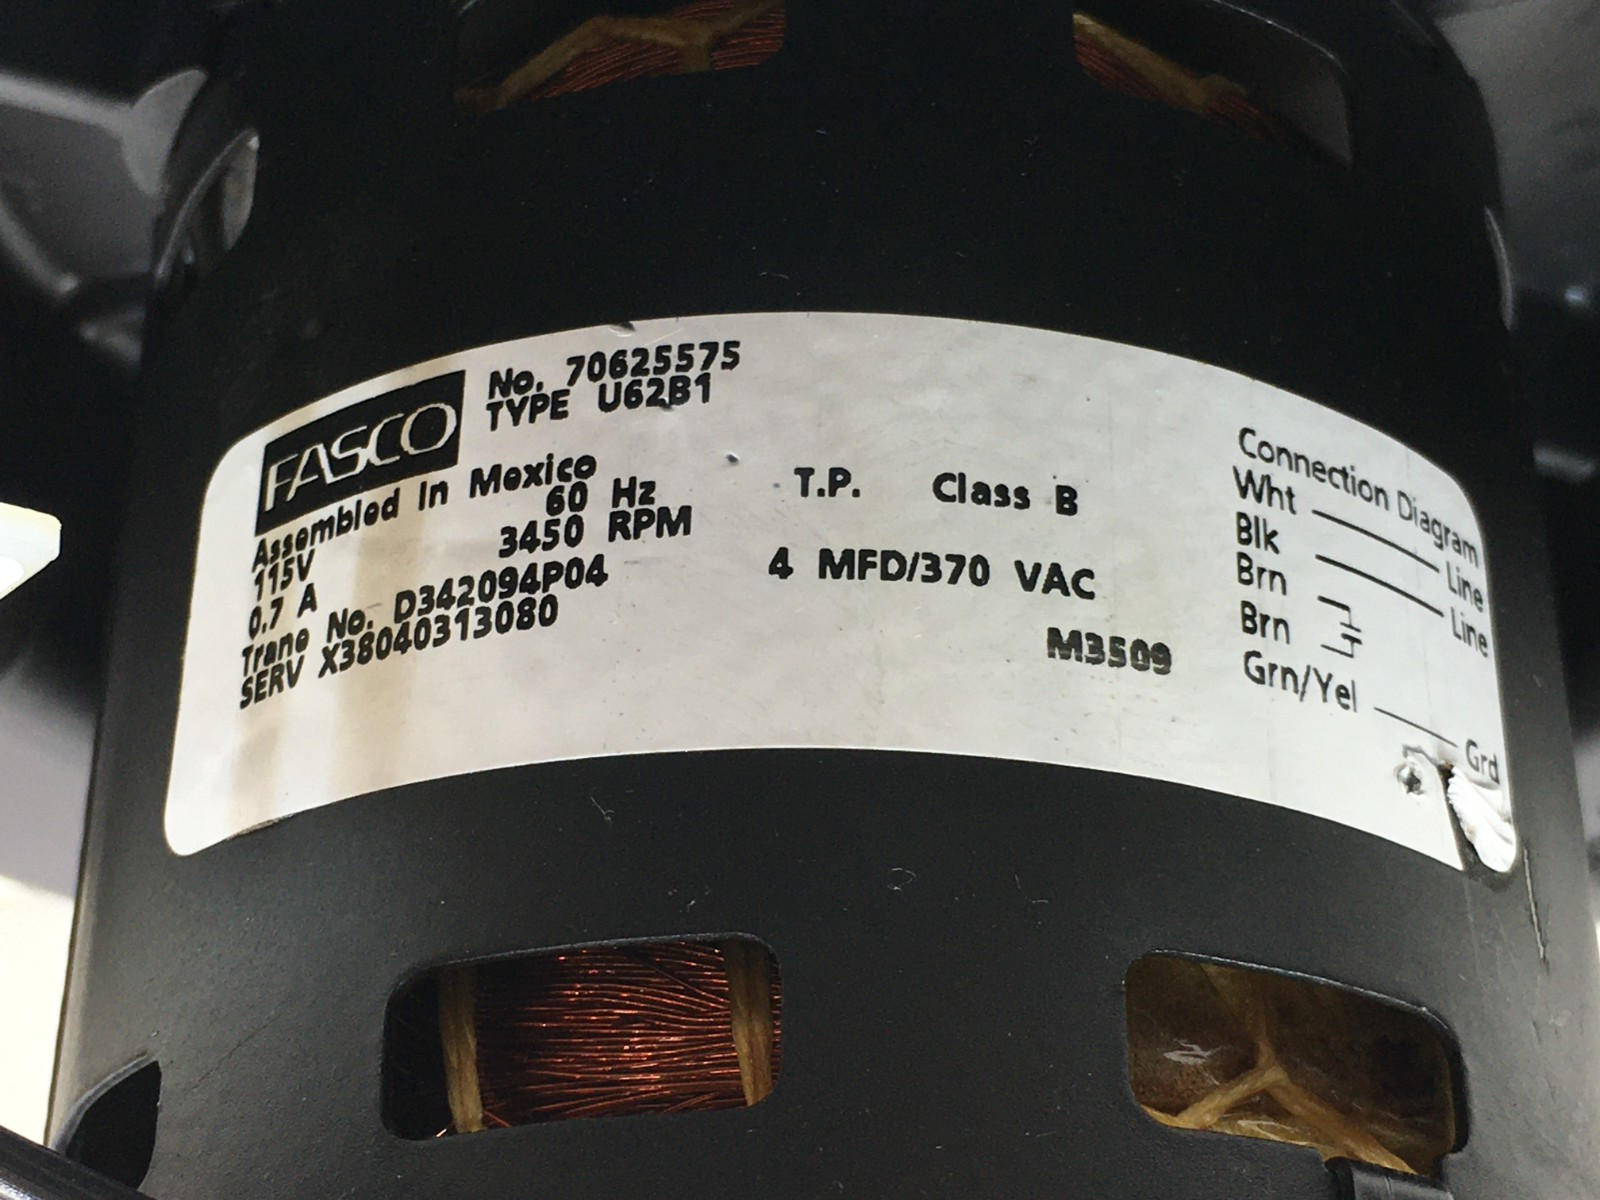 FASCO
No. 70625575
TYPE U62B1
Assembled In Mexico
115V 60 Hz T.P. Class B
0.7 A 3450 RPM
Trane No. D342094P04 4 MFD/370 VAC
SERV X38040313080
M3509
Connection Diagram
Wht Line
Blk Line
Brn
Brn
Grn/Yel Grd